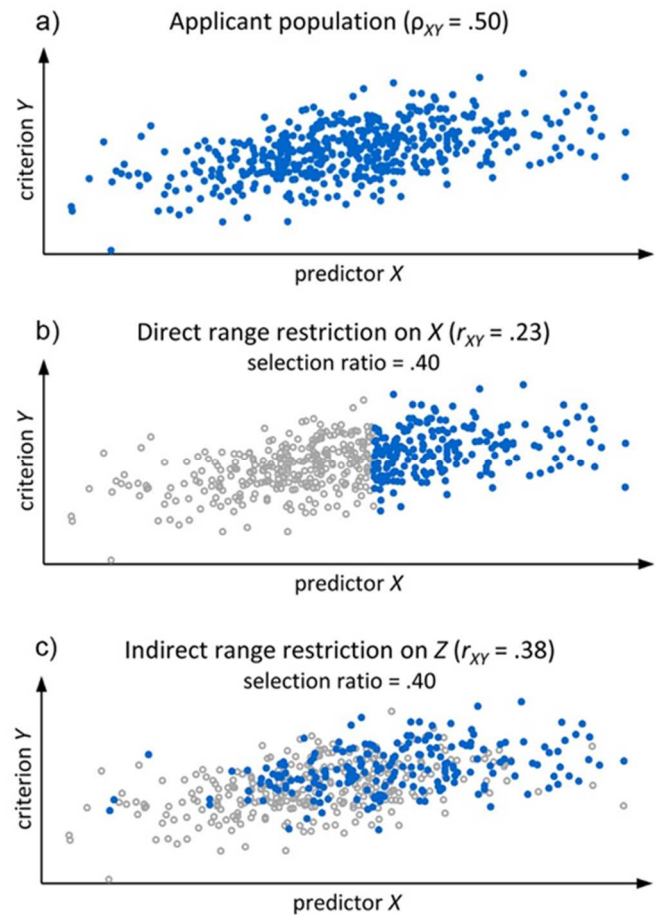 a) Applicant population (ρXY = .50)
criterion Y
predictor X
b) Direct range restriction on X (rXY = .23)
selection ratio = .40
criterion Y
predictor X
c) Indirect range restriction on Z (rXY = .38)
selection ratio = .40
criterion Y
predictor X